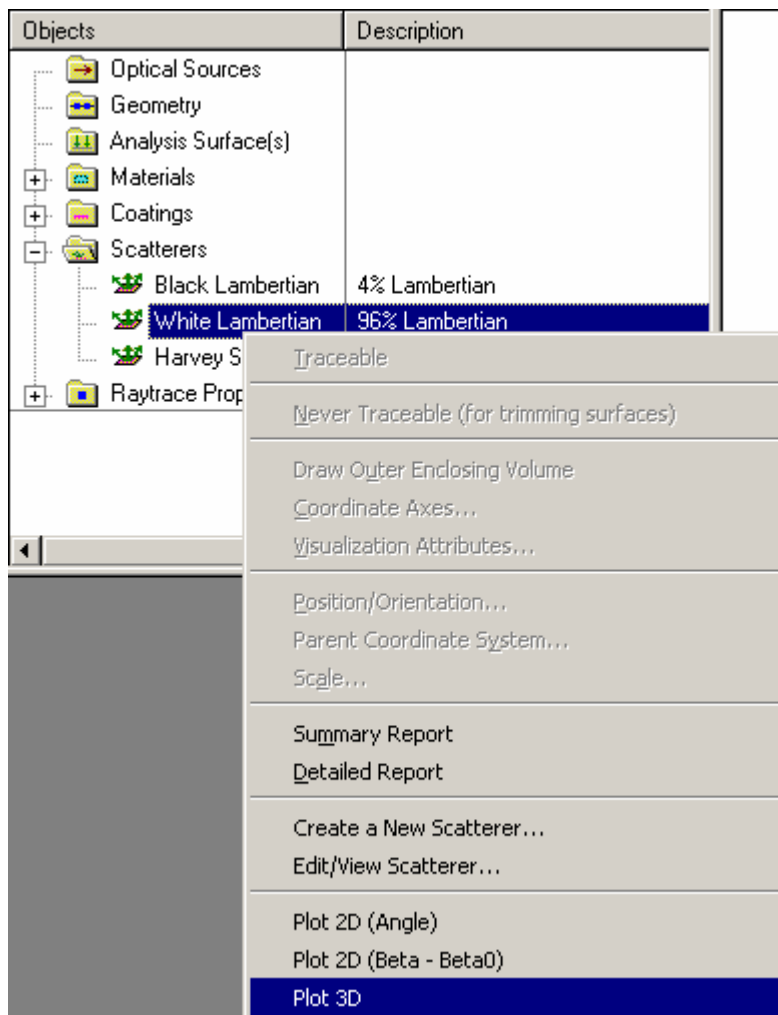 Objects Description
Optical Sources
Geometry
Analysis Surface(s)
Materials
Coatings
Scatterers
Black Lambertian 4% Lambertian
White Lambertian 96% Lambertian
Harvey S
Raytrace Prop
Traceable
Never Traceable (for trimming surfaces)
Draw Outer Enclosing Volume
Coordinate Axes...
Visualization Attributes...
Position/Orientation...
Parent Coordinate System...
Scale...
Summary Report
Detailed Report
Create a New Scatterer...
Edit/View Scatterer...
Plot 2D (Angle)
Plot 2D (Beta - Beta0)
Plot 3D